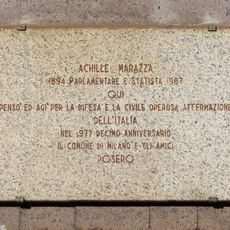 ACHILLE MARAZZA
1894 PARLAMENTARE E STATISTA 1967
QUI
PENSÒ ED AGÌ PER LA DIFESA E LA CIVILE OPEROSA AFFERMAZIONE
DELL'ITALIA
NEL 1977 DECIMO ANNIVERSARIO
IL COMUNE DI MILANO E GLI AMICI
POSERO